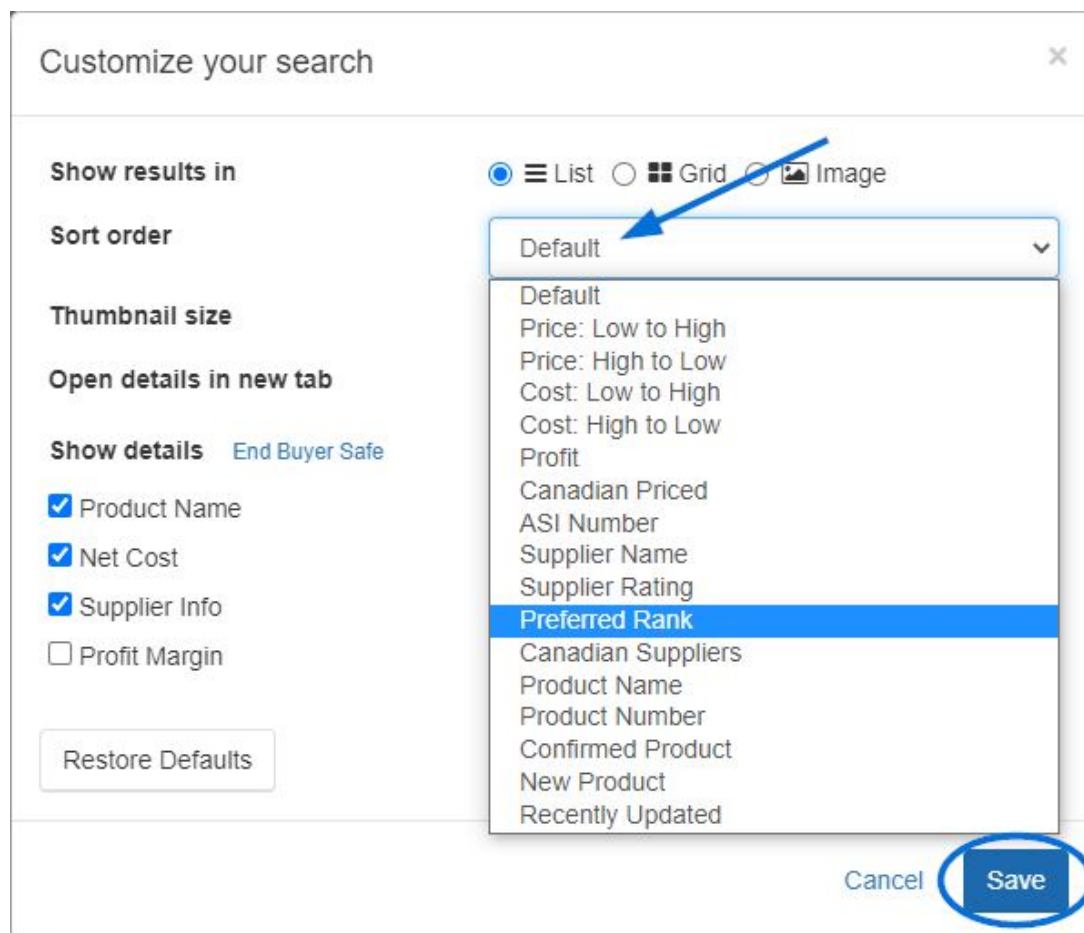 Customize your search
×
Show results in
List Grid Image
Sort order
Default
Default
Price: Low to High
Price: High to Low
Cost: Low to High
Cost: High to Low
Profit
Canadian Priced
ASI Number
Supplier Name
Supplier Rating
Preferred Rank
Canadian Suppliers
Product Name
Product Number
Confirmed Product
New Product
Recently Updated
Thumbnail size
Open details in new tab
Show details End Buyer Safe
Product Name
Net Cost
Supplier Info
Profit Margin
Restore Defaults
Cancel Save